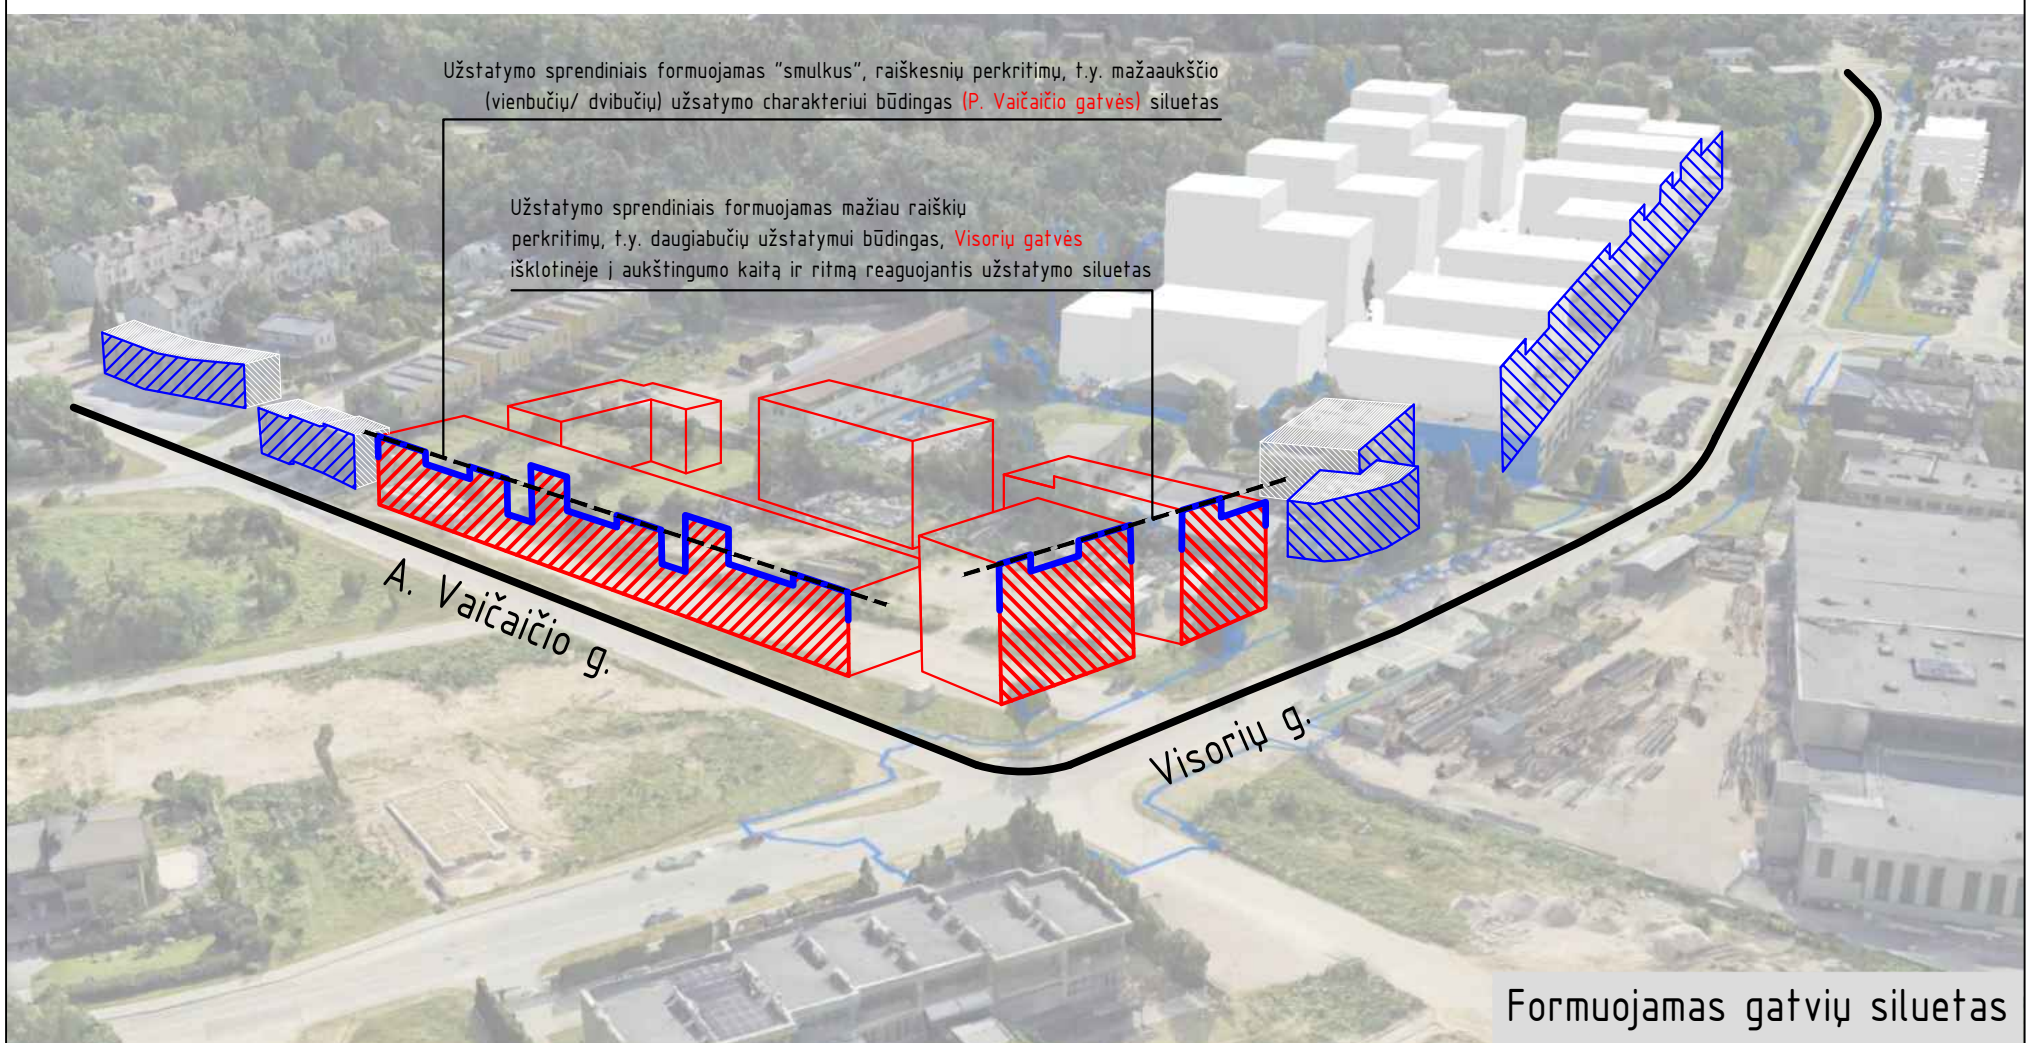 Užstatymo sprendiniais formuojamas "smulkus", raiškesnių perkritimų, t.y. mažaaukščio
(vienbučių/ dvibučių) užsatymo charakteriui būdingas (P. Vaičaičio gatvės) siluetas
Užstatymo sprendiniais formuojamas mažiau raiškių
perkritimų, t.y. daugiabučių užstatymui būdingas, Visorių gatvės
išklotinėje į aukštingumo kaitą ir ritmą reaguojantis užstatymo siluetas
A. Vaičaičio g.
Visorių g.
Formuojamas gatvių siluetas